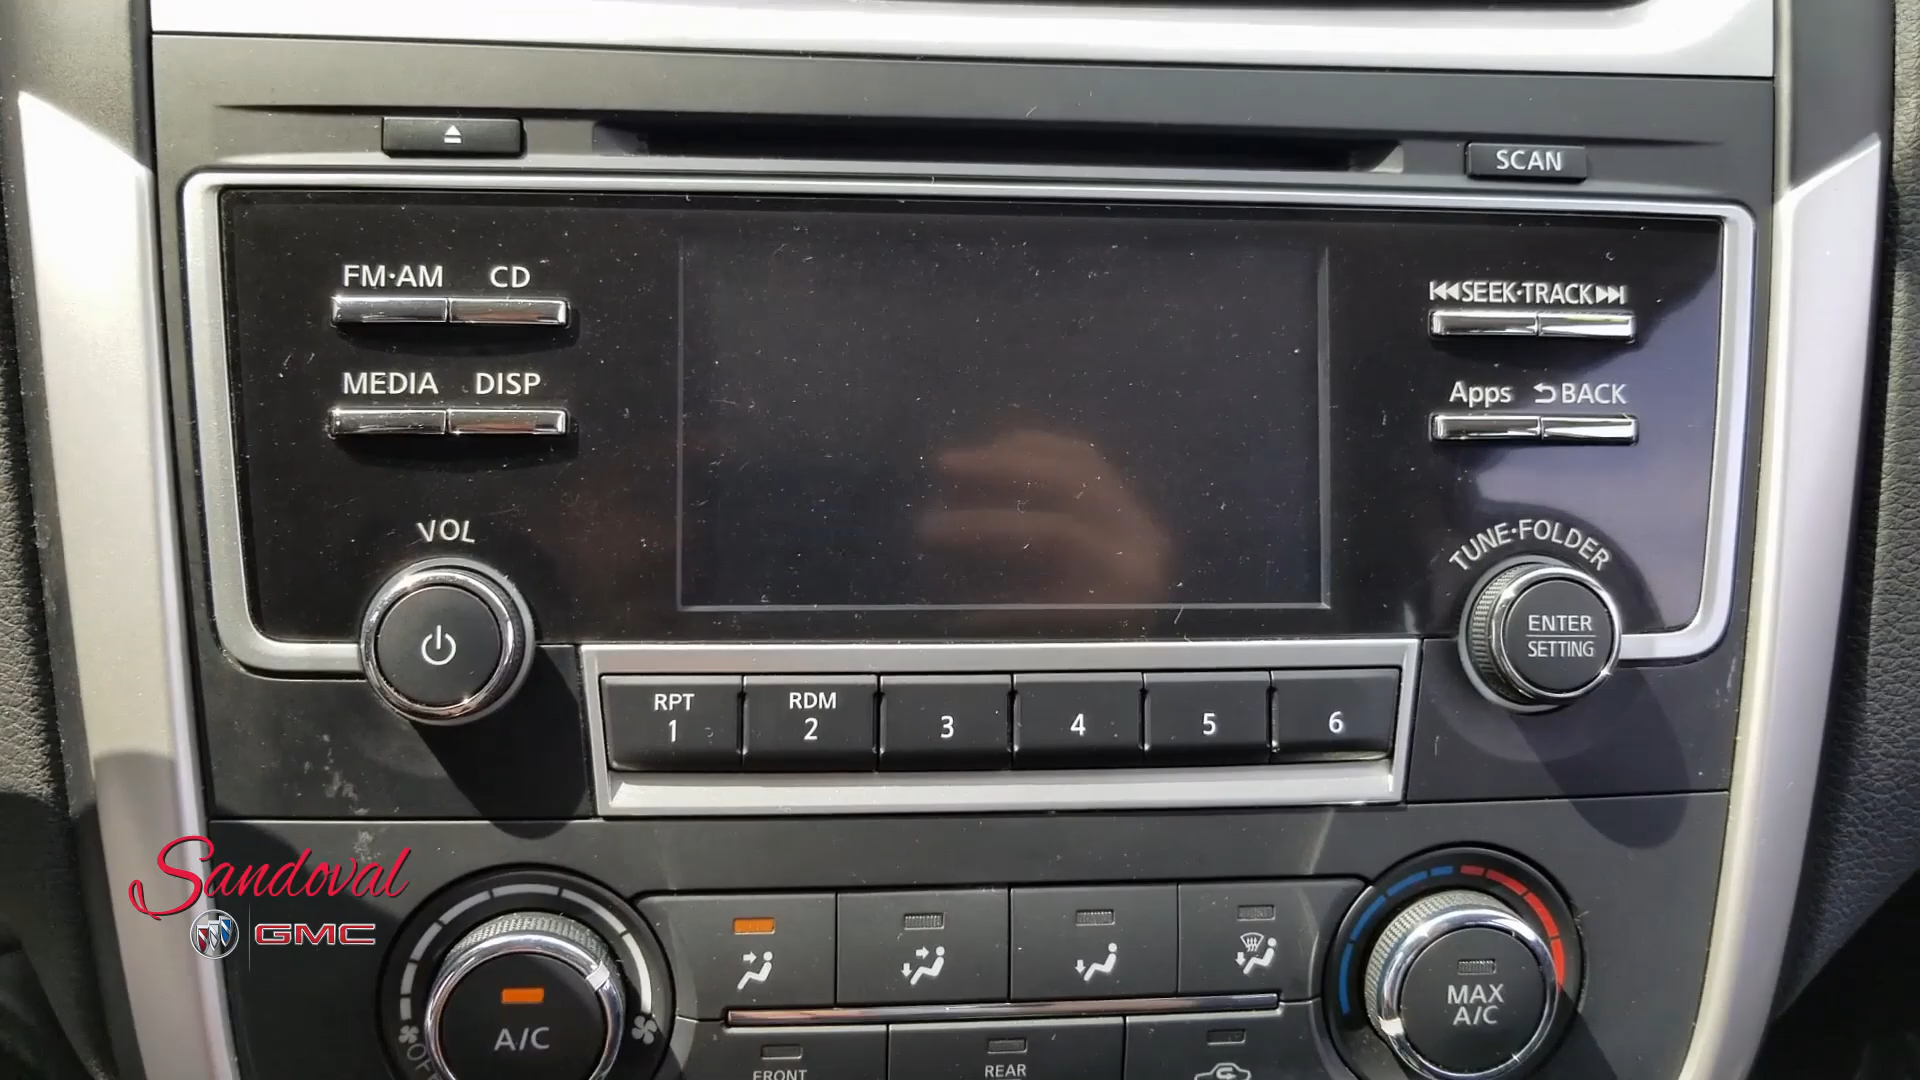 SCAN
FM·AM CD
SEEK·TRACK
MEDIA DISP
Apps BACK
VOL
TUNE·FOLDER
ENTER
SETTING
RPT
1
RDM
2
3
4
5
6
Sandoval
GMC
A/C
OFF
MAX
A/C
FRONT
REAR